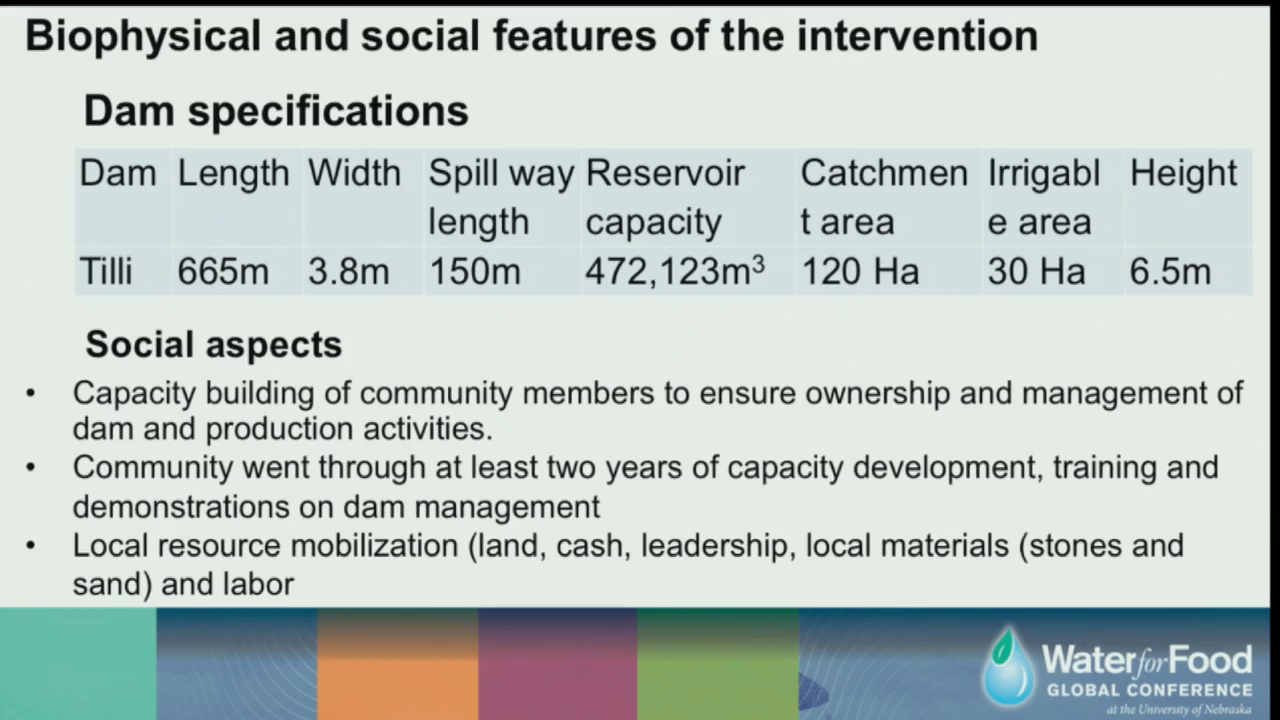 Biophysical and social features of the intervention
Dam specifications
Dam Length Width Spill way length Reservoir capacity Catchmen t area Irrigabl e area Height
Tilli 665m 3.8m 150m 472,123m³ 120 Ha 30 Ha 6.5m
Social aspects
• Capacity building of community members to ensure ownership and management of
dam and production activities.
• Community went through at least two years of capacity development, training and
demonstrations on dam management
• Local resource mobilization (land, cash, leadership, local materials (stones and
sand) and labor
Water for Food
GLOBAL CONFERENCE
at the University of Nebraska